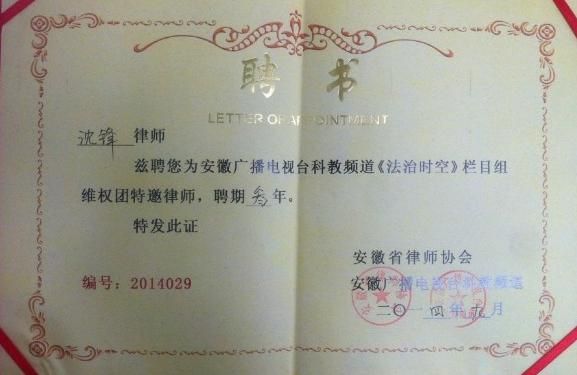 聘书
LETTER OF APPOINTMENT
沈锋 律师
兹聘您为安徽广播电视台科教频道《法治时空》栏目组
维权团特邀律师，聘期叁年。
特发此证
安徽省律师协会
编号：2014029
安徽广播电视台科教频道
二〇一四年九月